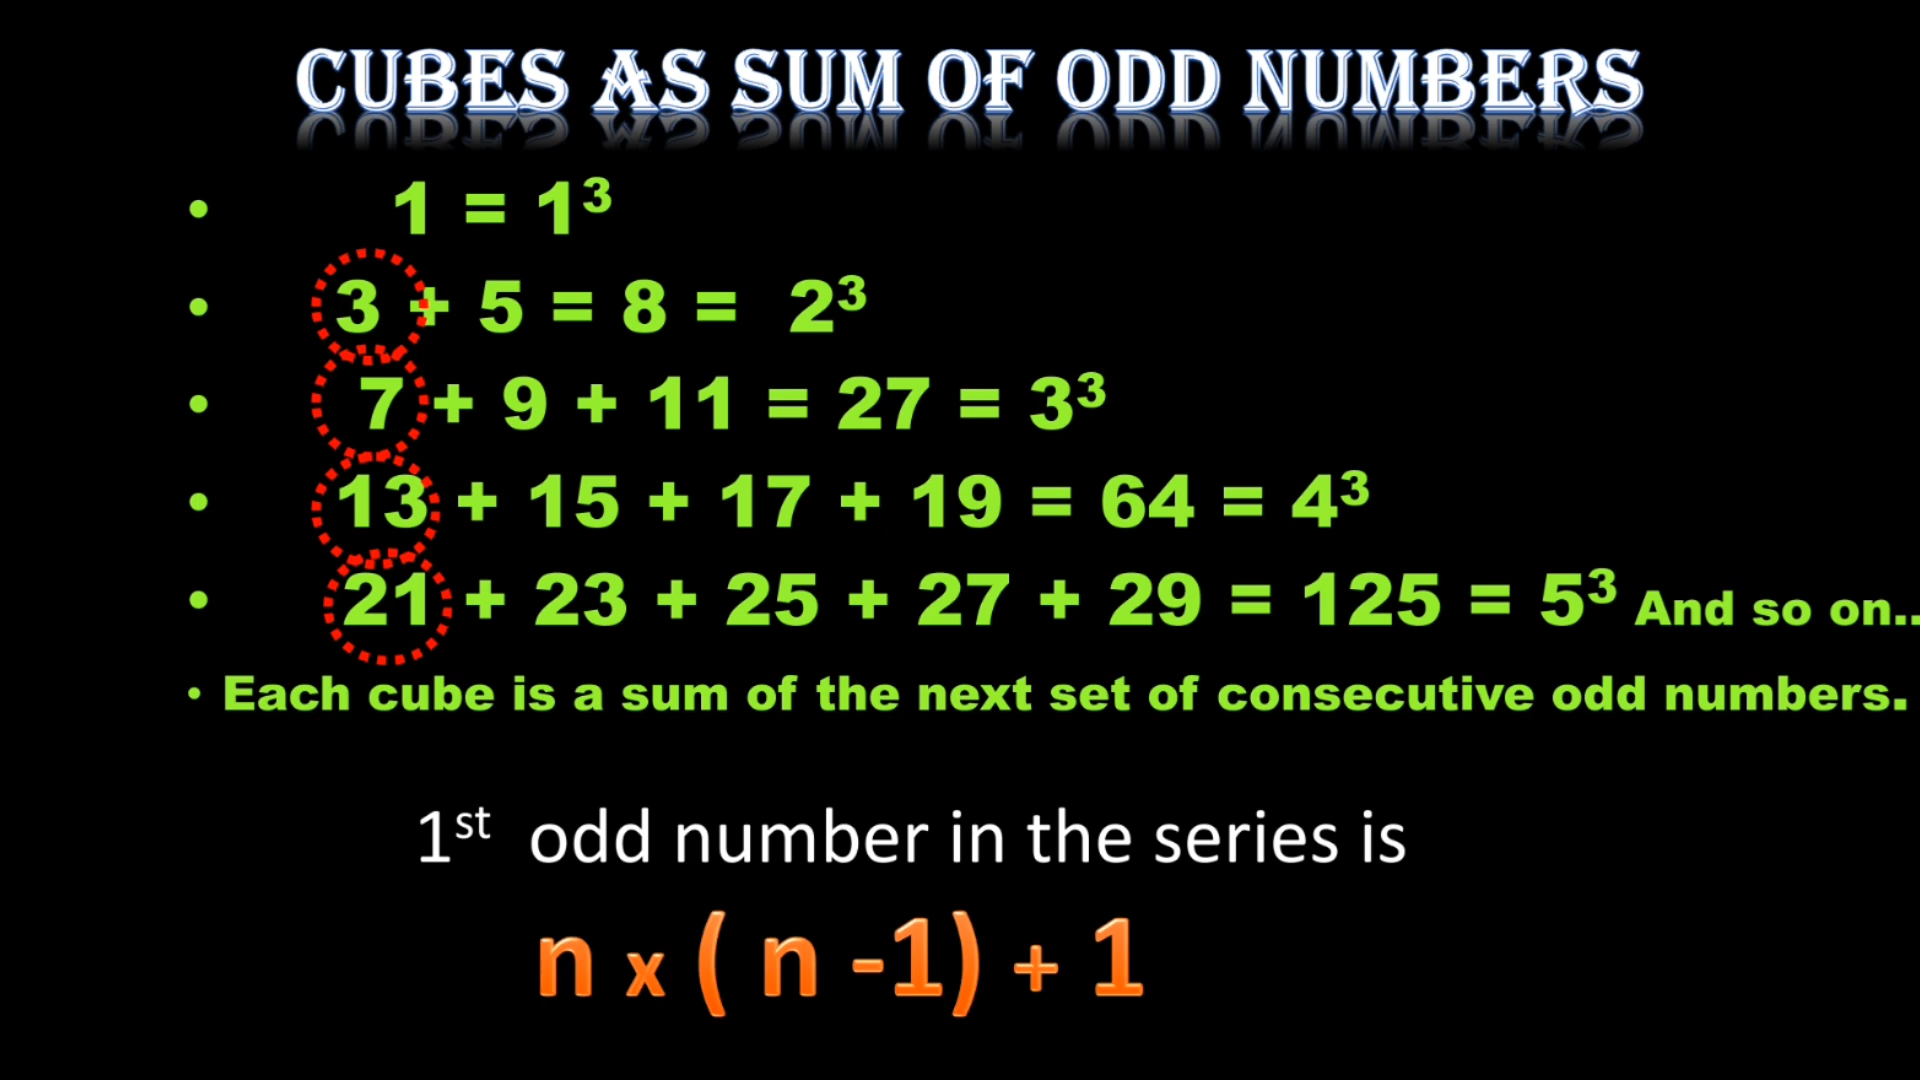 CUBES AS SUM OF ODD NUMBERS
• 1 = 1³
• 3 + 5 = 8 = 2³
• 7 + 9 + 11 = 27 = 3³
• 13 + 15 + 17 + 19 = 64 = 4³
• 21 + 23 + 25 + 27 + 29 = 125 = 5³ And so on..
• Each cube is a sum of the next set of consecutive odd numbers.
1st odd number in the series is
n x ( n -1) + 1